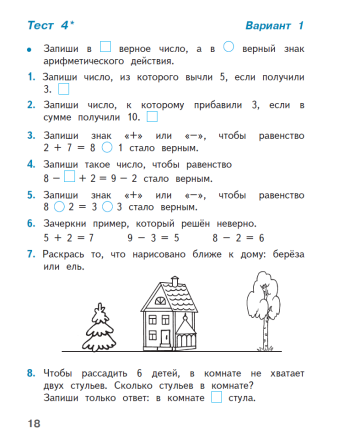 Тест 4* Вариант 1
• Запиши в □ верное число, а в ○ верный знак
арифметического действия.
1. Запиши число, из которого вычли 5, если получили
3. □
2. Запиши число, к которому прибавили 3, если в
сумме получили 10. □
3. Запиши знак «+» или «−», чтобы равенство
2 + 7 = 8 ○ 1 стало верным.
4. Запиши такое число, чтобы равенство
8 − □ + 2 = 9 − 2 стало верным.
5. Запиши знак «+» или «−», чтобы равенство
8 ○ 2 = 3 ○ 3 стало верным.
6. Зачеркни пример, который решён неверно.
5 + 2 = 7 9 − 3 = 5 8 − 2 = 6
7. Раскрась то, что нарисовано ближе к дому: берёза
или ель.
8. Чтобы рассадить 6 детей, в комнате не хватает
двух стульев. Сколько стульев в комнате?
Запиши только ответ: в комнате □ стула.
18